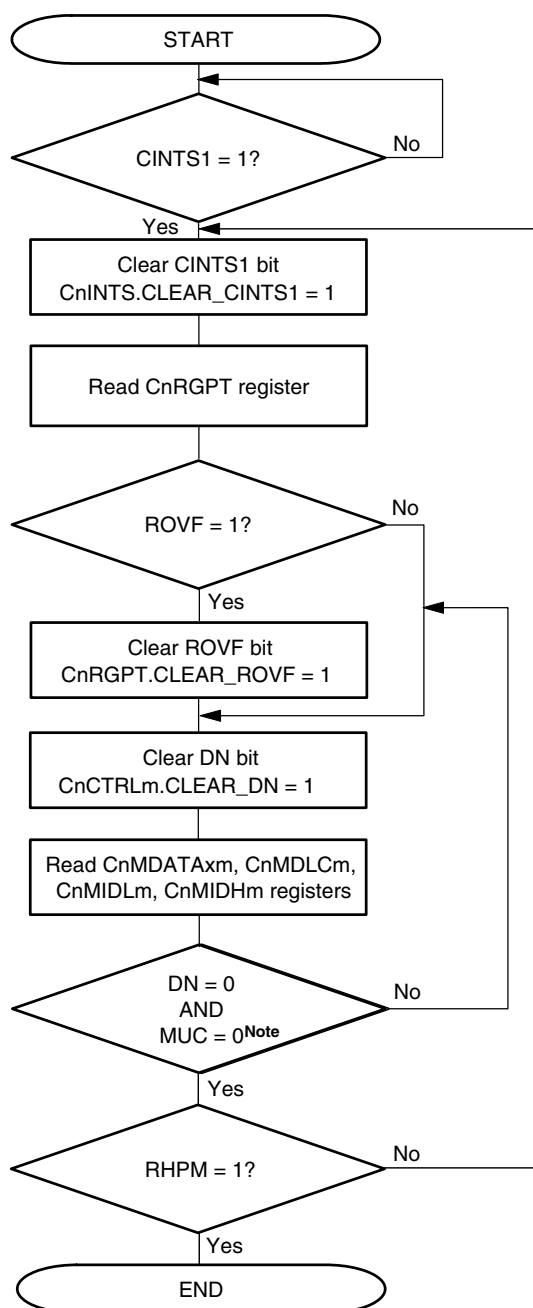 START
CINTS1 = 1?
No
Yes
Clear CINTS1 bit
CnINTS.CLEAR_CINTS1 = 1
Read CnRGPT register
ROVF = 1?
No
Yes
Clear ROVF bit
CnRGPT.CLEAR_ROVF = 1
Clear DN bit
CnCTRLm.CLEAR_DN = 1
Read CnMDATAxm, CnMDLCm,
CnMIDLm, CnMIDHm registers
DN = 0
AND
MUC = 0Note
No
Yes
RHPM = 1?
No
Yes
END